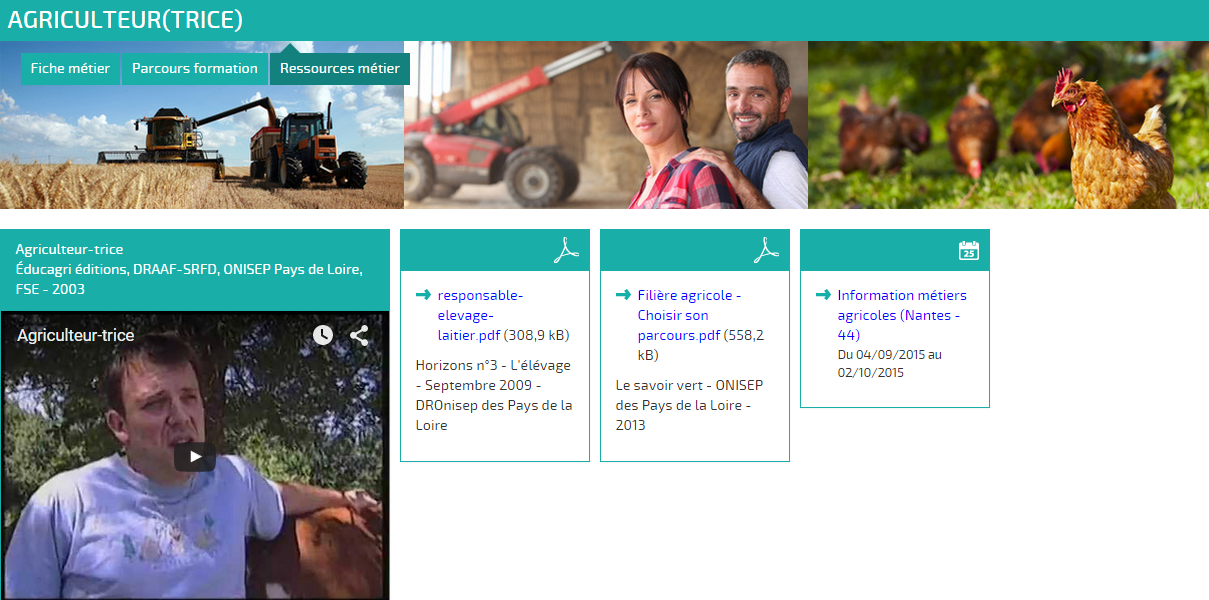 AGRICULTEUR(TRICE)
Fiche métier
Parcours formation
Ressources métier
Agriculteur-trice
Éducagri éditions, DRAAF-SRFD, ONISEP Pays de Loire,
FSE - 2003
Agriculteur-trice
responsable-
elevage-
laitier.pdf (308,9 kB)
Horizons n°3 - L'élévage
- Septembre 2009 -
DROnisep des Pays de la
Loire
Filière agricole -
Choisir son
parcours.pdf (558,2
kB)
Le savoir vert - ONISEP
des Pays de la Loire -
2013
25
Information métiers
agricoles (Nantes -
44)
Du 04/09/2015 au
02/10/2015